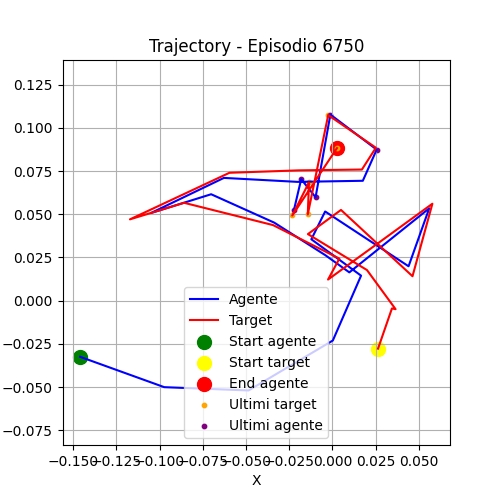 Trajectory - Episodio 6750
0.125
0.100
0.075
0.050
0.025
0.000
−0.025
−0.050
−0.075
Agente
Target
Start agente
Start target
End agente
Ultimi target
Ultimi agente
−0.150 −0.125 −0.100 −0.075 −0.050 −0.025 0.000 0.025 0.050
X